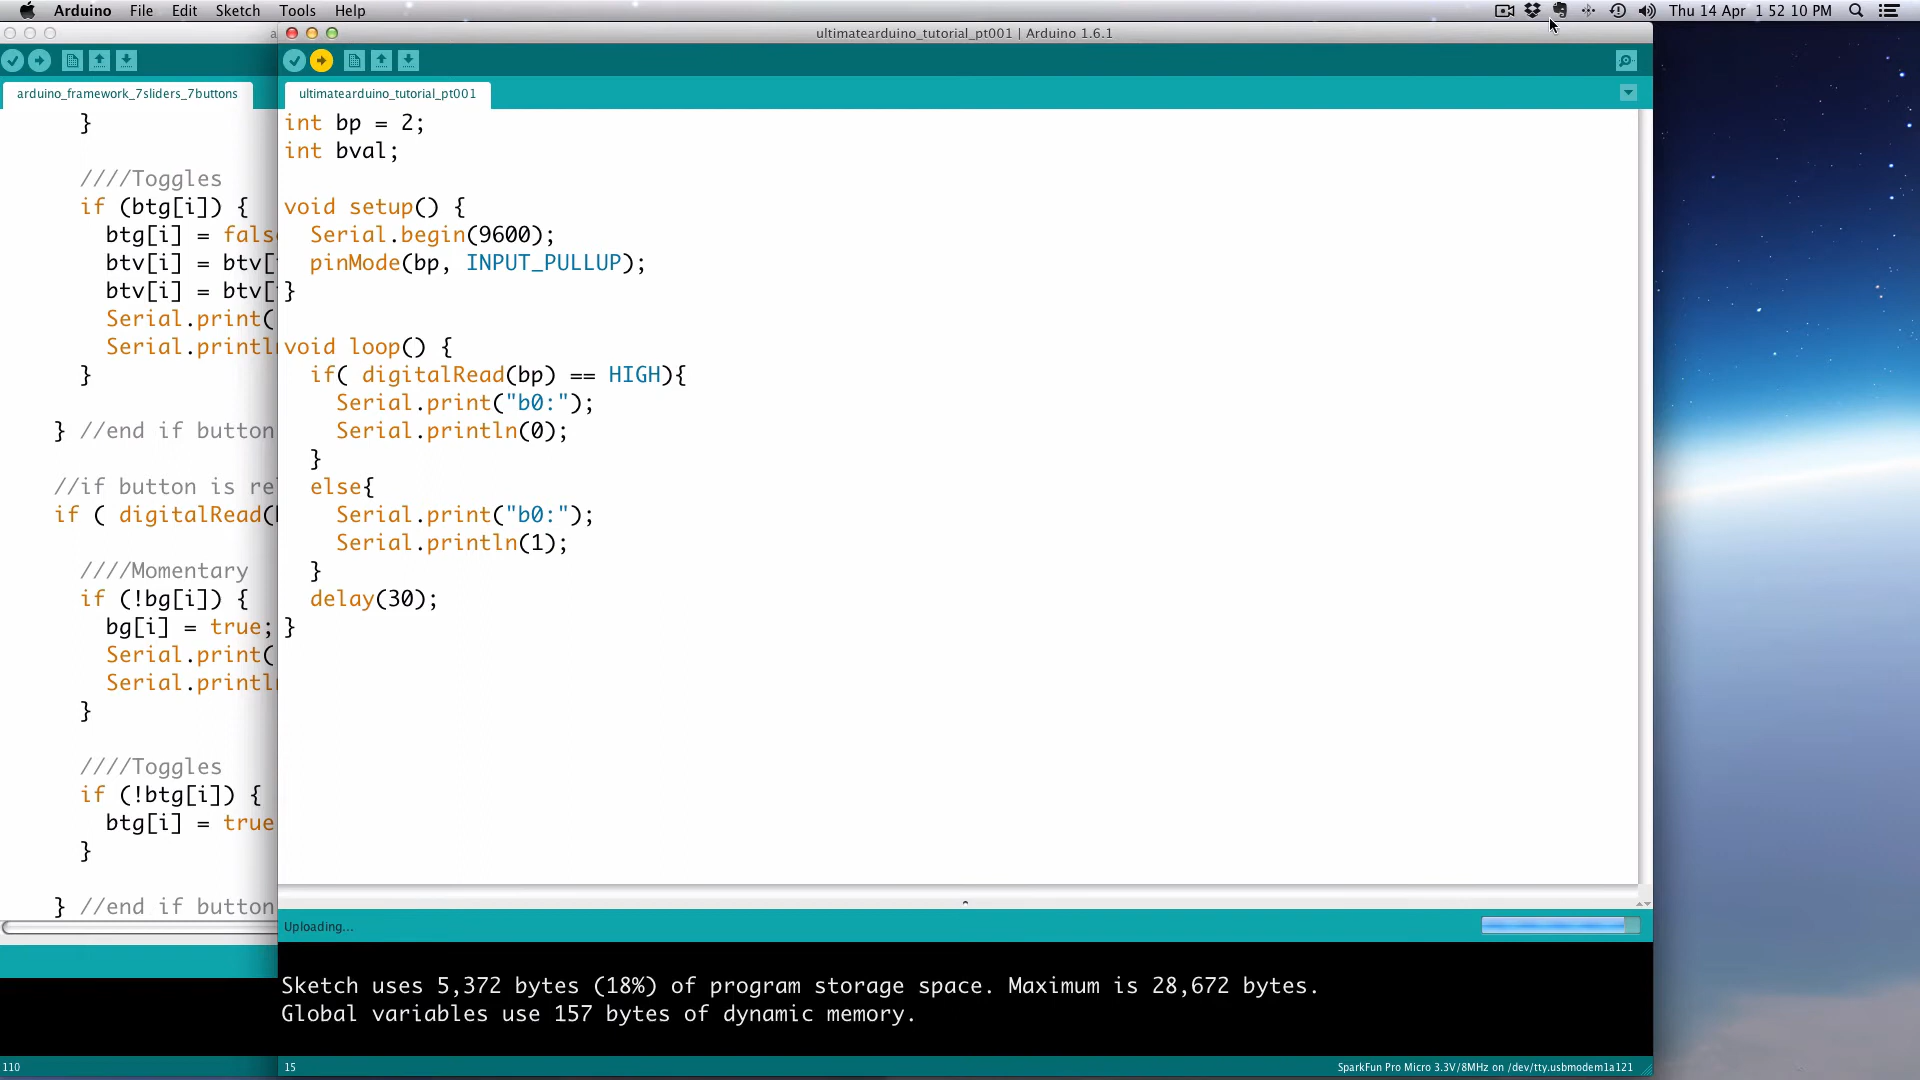 Arduino File Edit Sketch Tools Help
Thu 14 Apr 1 52 10 PM
ultimatearduino_tutorial_pt001 | Arduino 1.6.1
arduino_framework_7sliders_7buttons
}
////Toggles
if (btg[i]) {
btg[i] = fals
btv[i] = btv[
btv[i] = btv[
Serial.print(
Serial.println
}
} //end if button
//if button is re
if ( digitalRead(
////Momentary
if (!bg[i]) {
bg[i] = true;
Serial.print(
Serial.println
}
////Toggles
if (!btg[i]) {
btg[i] = true
}
} //end if button
110
ultimatearduino_tutorial_pt001
int bp = 2;
int bval;
void setup() {
Serial.begin(9600);
pinMode(bp, INPUT_PULLUP);
}
void loop() {
if( digitalRead(bp) == HIGH){
Serial.print("b0:");
Serial.println(0);
}
else{
Serial.print("b0:");
Serial.println(1);
}
delay(30);
}
Uploading...
Sketch uses 5,372 bytes (18%) of program storage space. Maximum is 28,672 bytes.
Global variables use 157 bytes of dynamic memory.
15
SparkFun Pro Micro 3.3V/8MHz on /dev/tty.usbmodem1a121